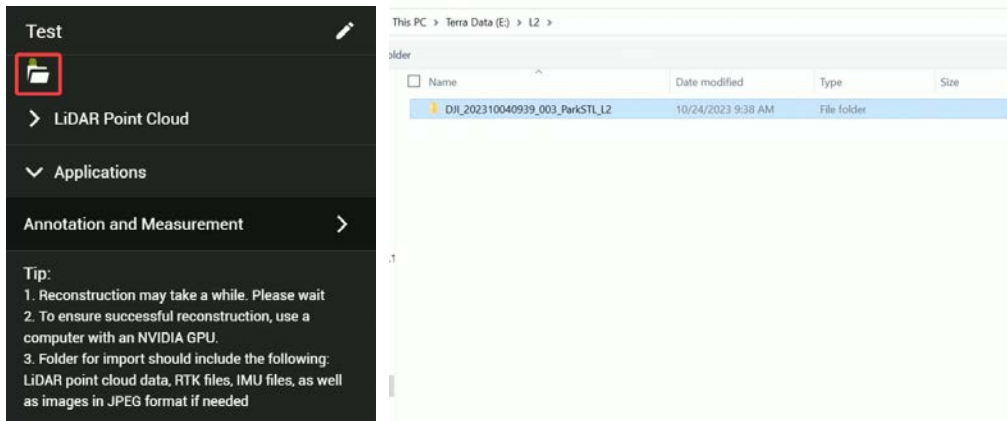 Test
LiDAR Point Cloud
Applications
Annotation and Measurement
Tip:
1. Reconstruction may take a while. Please wait
2. To ensure successful reconstruction, use a
computer with an NVIDIA GPU.
3. Folder for import should include the following:
LiDAR point cloud data, RTK files, IMU files, as well
as images in JPEG format if needed
This PC > Terra Data (E:) > L2 >
older
Name Date modified Type Size
DJI_202310040939_003_ParkSTL_L2 10/24/2023 9:38 AM File folder
.1